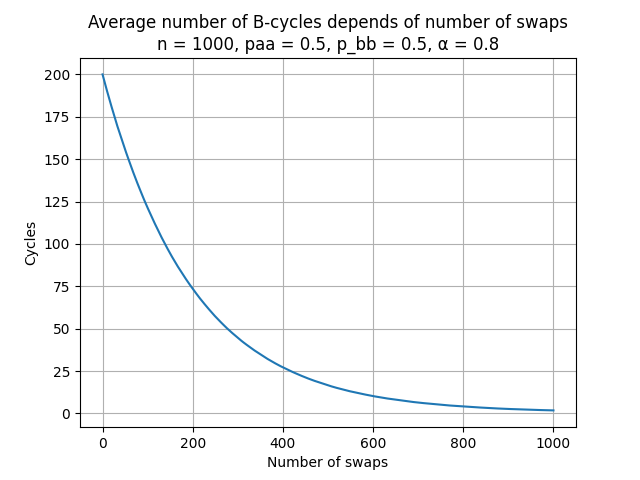 Average number of B-cycles depends of number of swaps
n = 1000, paa = 0.5, p_bb = 0.5, α = 0.8
200
175
150
125
100
75
50
25
0
Cycles
0 200 400 600 800 1000
Number of swaps